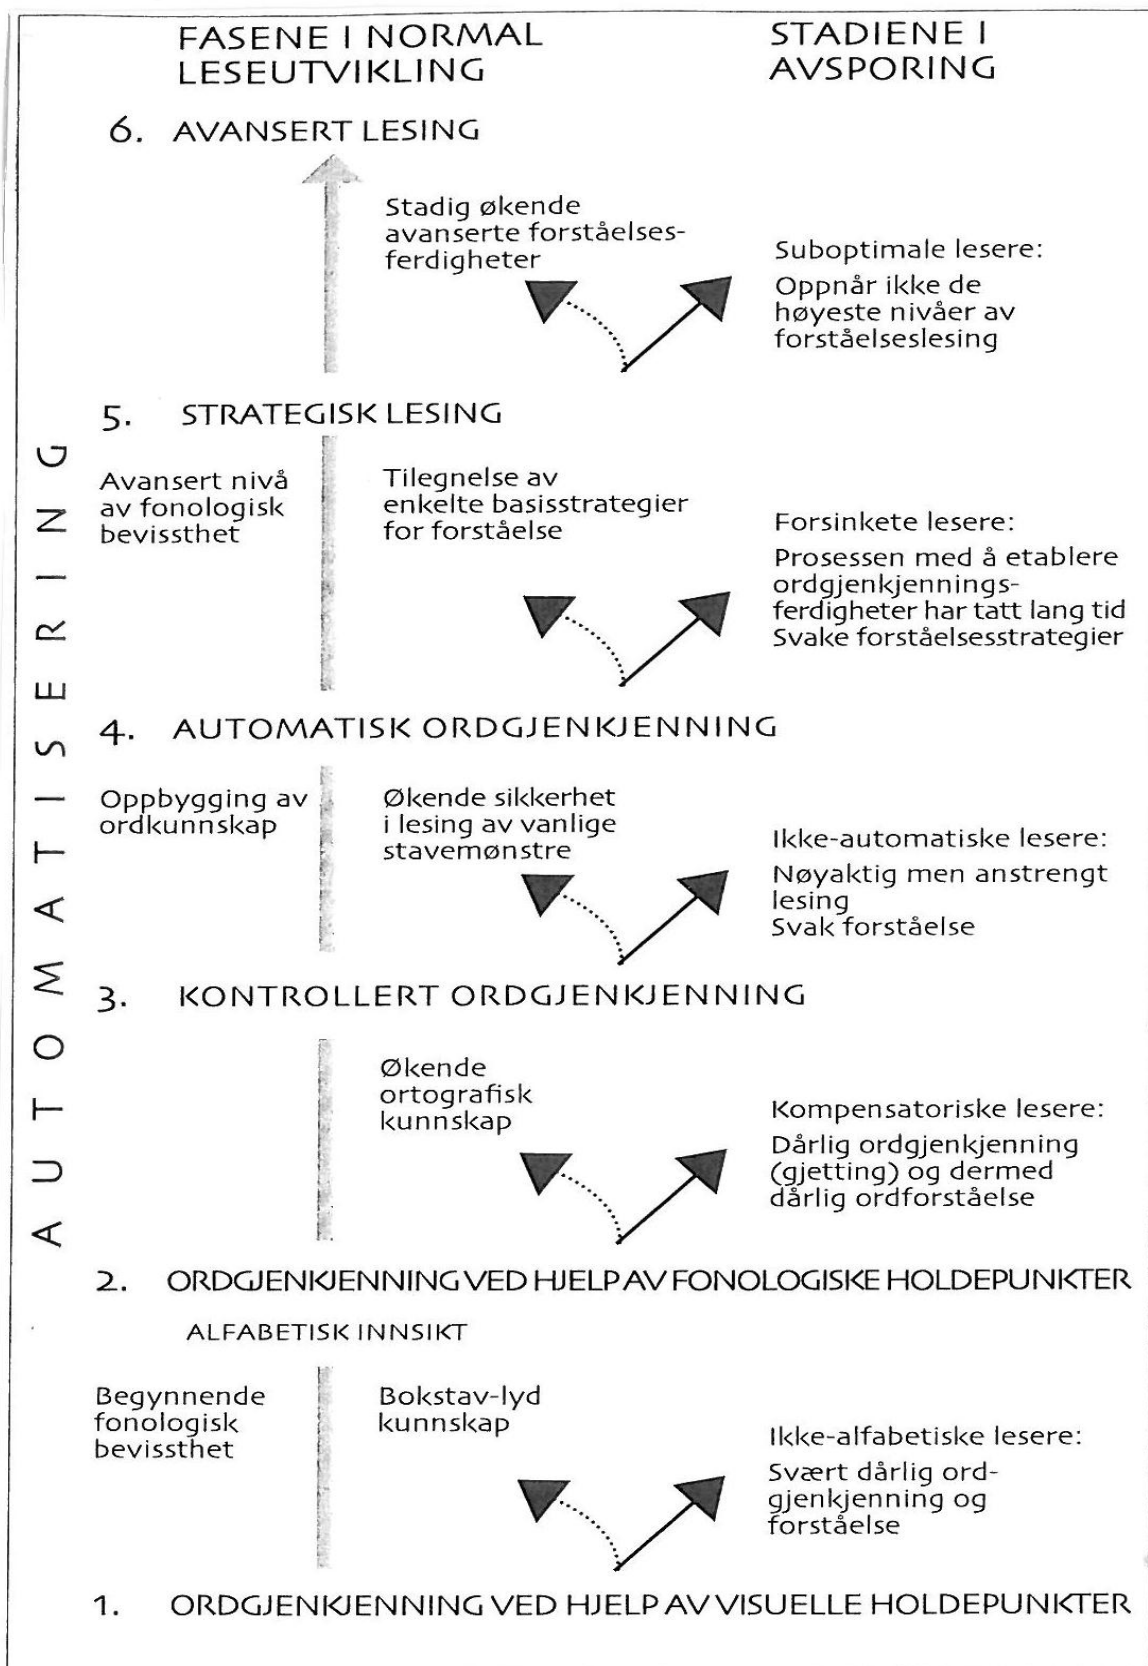 FASENE I NORMAL
LESEUTVIKLING
STADIENE I
AVSPORING
6. AVANSERT LESING
Stadig økende
avanserte forståelses-
ferdigheter
Suboptimale lesere:
Oppnår ikke de
høyeste nivåer av
forståelseslesing
5. STRATEGISK LESING
Avansert nivå
av fonologisk
bevissthet
Tilegnelse av
enkelte basisstrategier
for forståelse
Forsinkete lesere:
Prosessen med å etablere
ordgjenkjennings-
ferdigheter har tatt lang tid
Svake forståelsesstrategier
4. AUTOMATISK ORDGJENKJENNING
Oppbygging av
ordkunnskap
Økende sikkerhet
i lesing av vanlige
stavemønstre
Ikke-automatiske lesere:
Nøyaktig men anstrengt
lesing
Svak forståelse
3. KONTROLLERT ORDGJENKJENNING
Økende
ortografisk
kunnskap
Kompensatoriske lesere:
Dårlig ordgjenkjenning
(gjetting) og dermed
dårlig ordforståelse
2. ORDGJENKJENNING VED HJELP AV FONOLOGISKE HOLDEPUNKTER
ALFABETISK INNSIKT
Begynnende
fonologisk
bevissthet
Bokstav-lyd
kunnskap
Ikke-alfabetiske lesere:
Svært dårlig ord-
gjenkjenning og
forståelse
1. ORDGJENKJENNING VED HJELP AV VISUELLE HOLDEPUNKTER
AUTOMATISERING